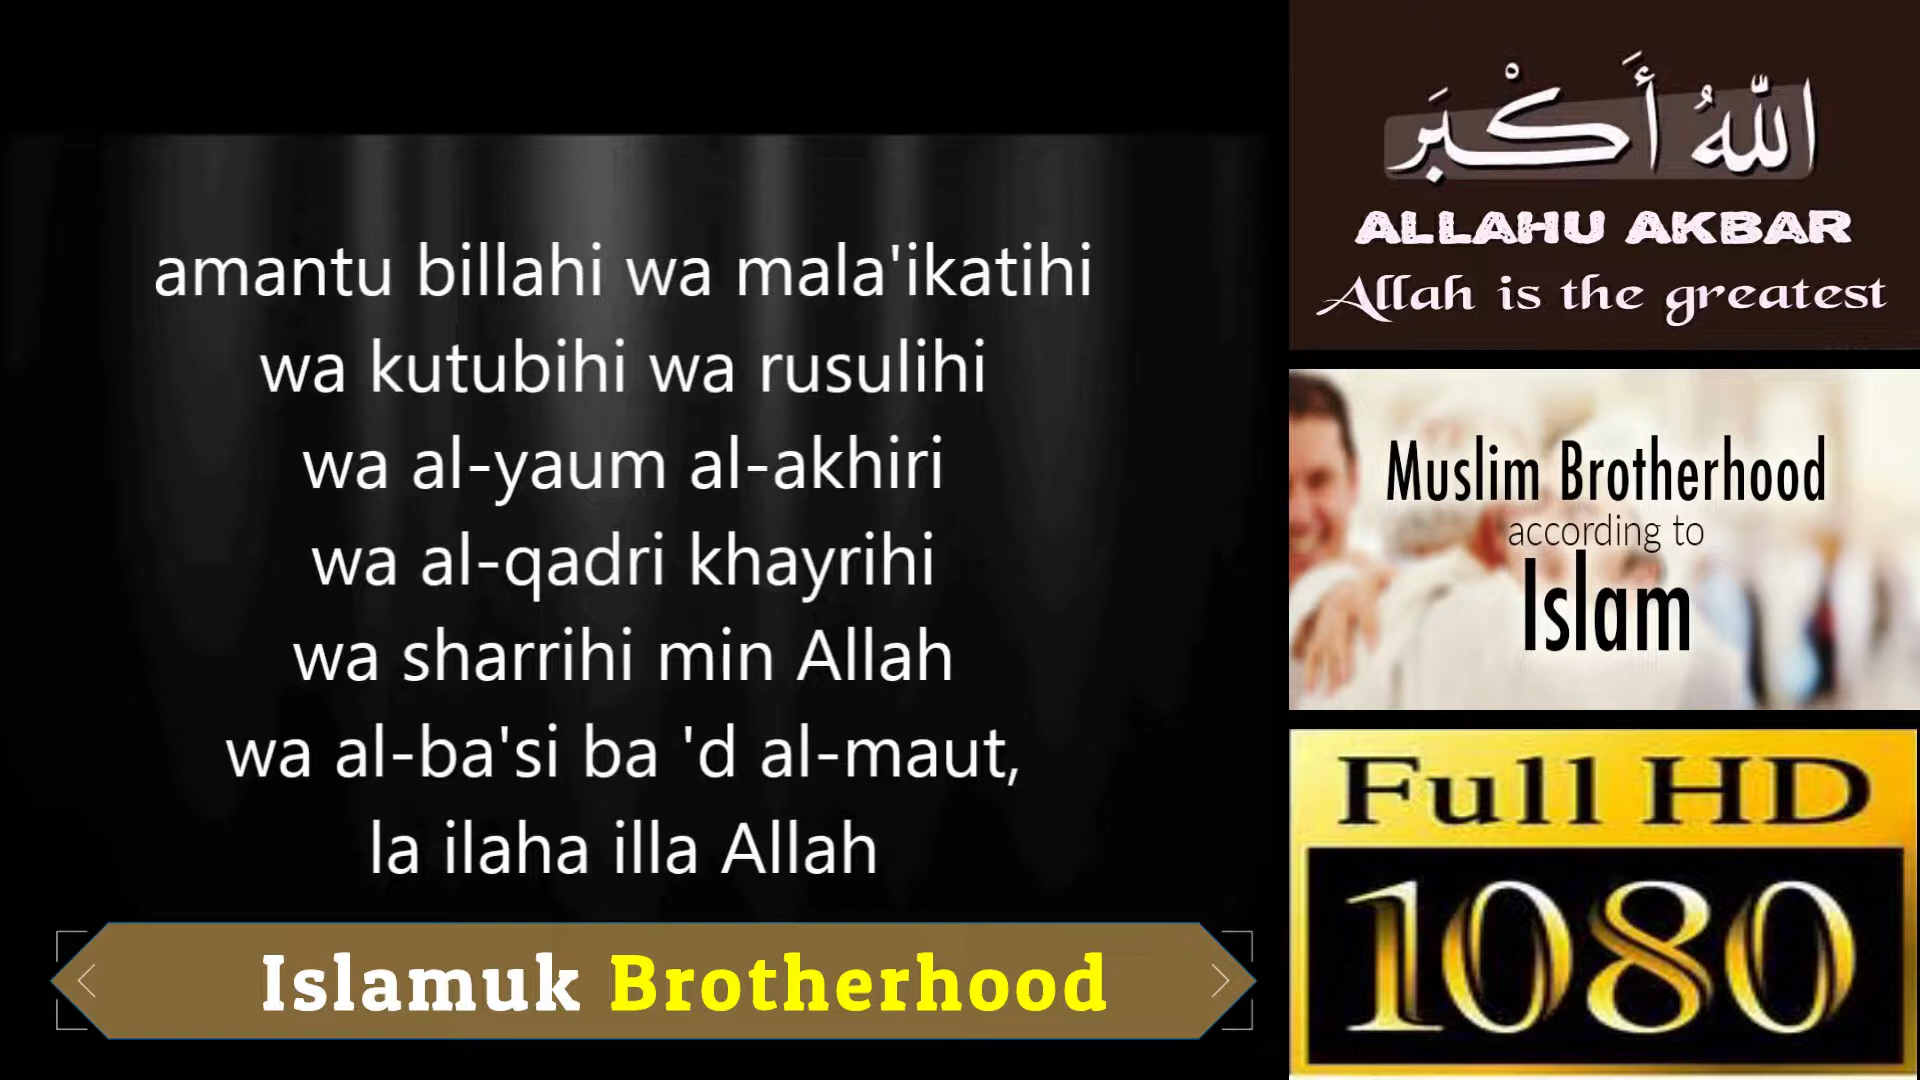 amantu billahi wa mala'ikatihi
wa kutubihi wa rusulihi
wa al-yaum al-akhiri
wa al-qadri khayrihi
wa sharrihi min Allah
wa al-ba'si ba 'd al-maut,
la ilaha illa Allah
Islamuk Brotherhood
اللهُ أَكْبَر
ALLAHU AKBAR
Allah is the greatest
Muslim Brotherhood
according to
Islam
Full HD
1080